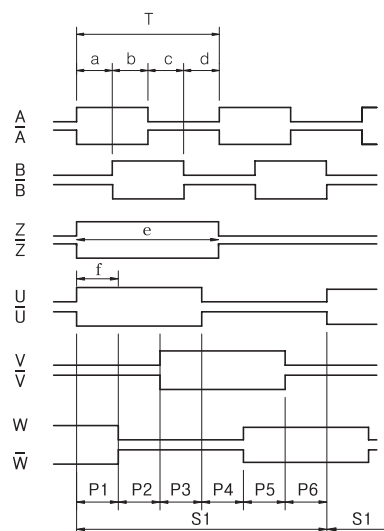 T
a b c d
A
A̅
B
B̅
Z
Z̅
e
f
U
U̅
V
V̅
W
W̅
P1 P2 P3 P4 P5 P6
S1 S1